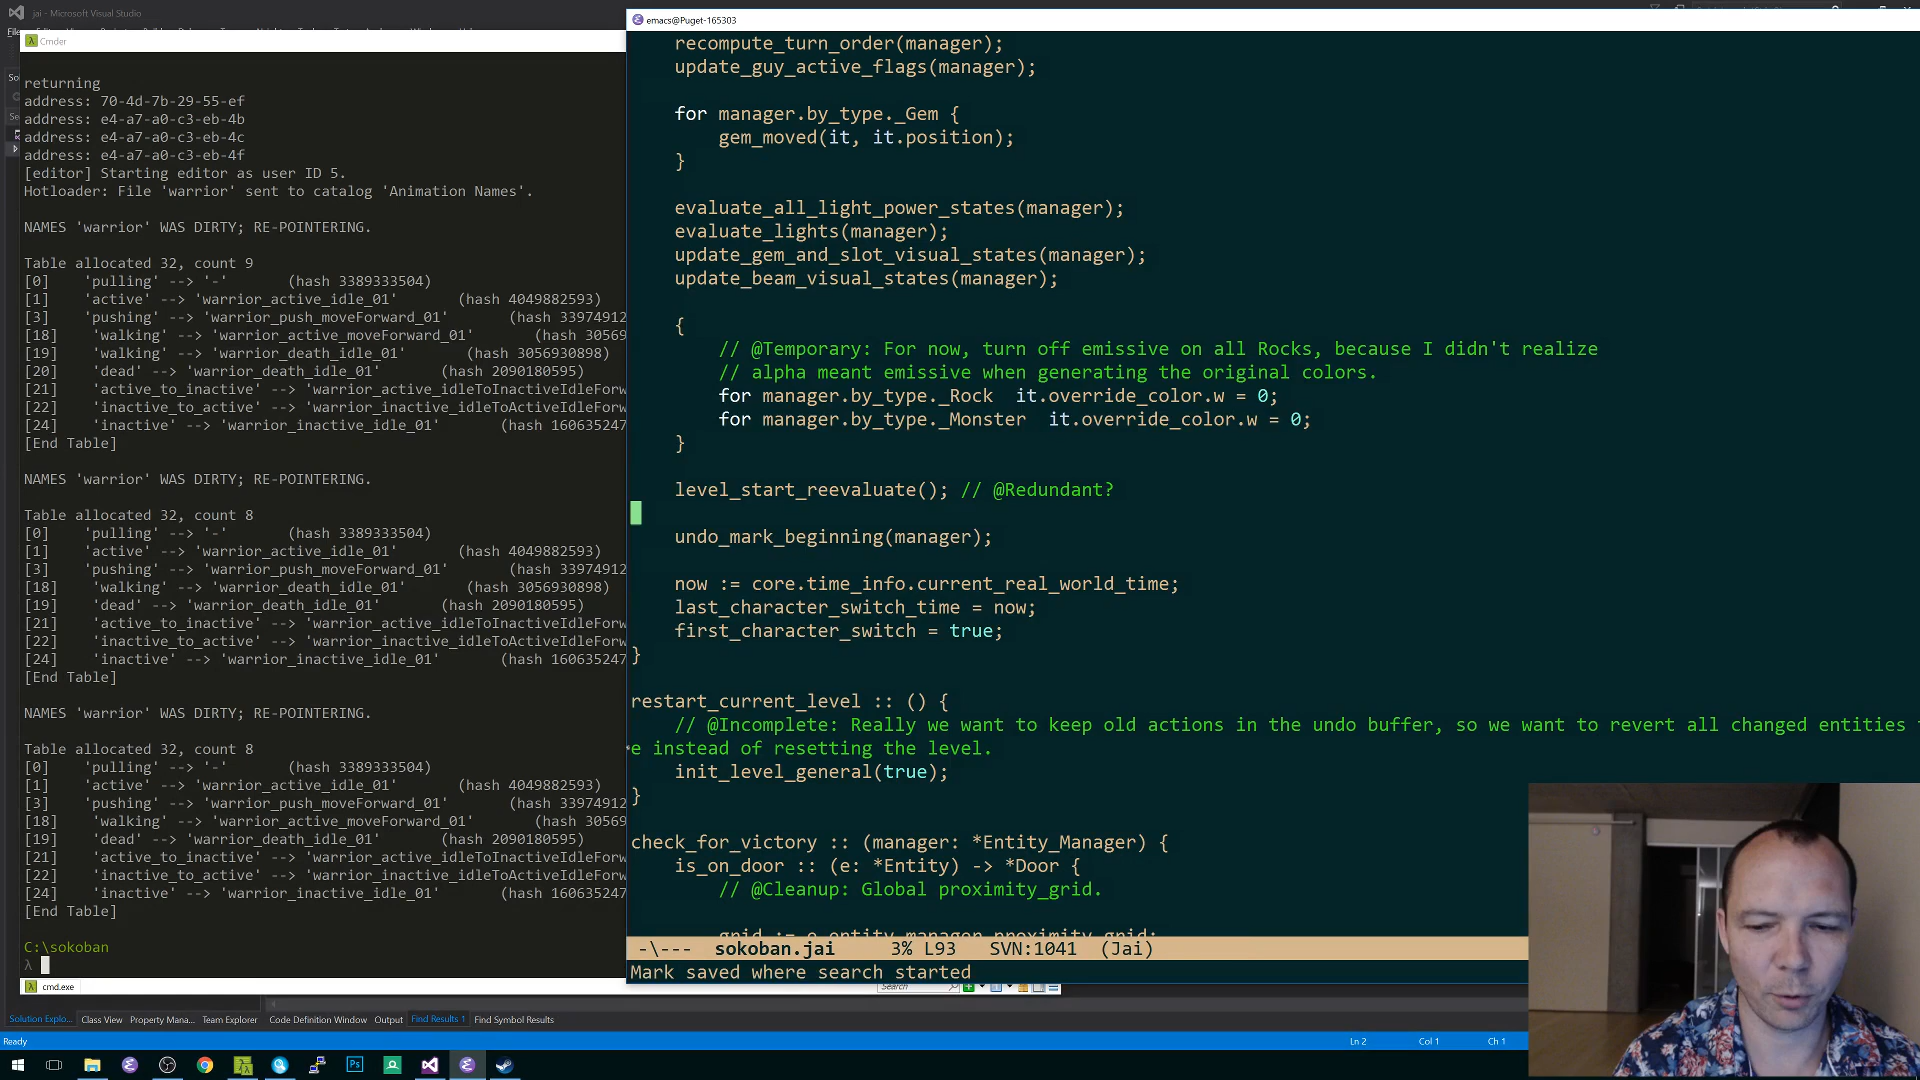 jai - Microsoft Visual Studio
Cmder
returning
address: 70-4d-7b-29-55-ef
address: e4-a7-a0-c3-eb-4b
address: e4-a7-a0-c3-eb-4c
address: e4-a7-a0-c3-eb-4f
[editor] Starting editor as user ID 5.
Hotloader: File 'warrior' sent to catalog 'Animation Names'.
NAMES 'warrior' WAS DIRTY; RE-POINTERING.
Table allocated 32, count 9
[0] 'pulling' --> '-' (hash 3389333504)
[1] 'active' --> 'warrior_active_idle_01' (hash 4049882593)
[3] 'pushing' --> 'warrior_push_moveForward_01' (hash 33974912
[18] 'walking' --> 'warrior_active_moveForward_01' (hash 3056
[19] 'walking' --> 'warrior_death_idle_01' (hash 3056930898)
[20] 'dead' --> 'warrior_death_idle_01' (hash 2090180595)
[21] 'active_to_inactive' --> 'warrior_active_idleToInactiveIdleForw
[22] 'inactive_to_active' --> 'warrior_inactive_idleToActiveIdleForw
[24] 'inactive' --> 'warrior_inactive_idle_01' (hash 160635247
[End Table]
NAMES 'warrior' WAS DIRTY; RE-POINTERING.
Table allocated 32, count 8
[0] 'pulling' --> '-' (hash 3389333504)
[1] 'active' --> 'warrior_active_idle_01' (hash 4049882593)
[3] 'pushing' --> 'warrior_push_moveForward_01' (hash 33974912
[18] 'walking' --> 'warrior_death_idle_01' (hash 3056930898)
[19] 'dead' --> 'warrior_death_idle_01' (hash 2090180595)
[21] 'active_to_inactive' --> 'warrior_active_idleToInactiveIdleForw
[22] 'inactive_to_active' --> 'warrior_inactive_idleToActiveIdleForw
[24] 'inactive' --> 'warrior_inactive_idle_01' (hash 160635247
[End Table]
NAMES 'warrior' WAS DIRTY; RE-POINTERING.
Table allocated 32, count 8
[0] 'pulling' --> '-' (hash 3389333504)
[1] 'active' --> 'warrior_active_idle_01' (hash 4049882593)
[3] 'pushing' --> 'warrior_push_moveForward_01' (hash 33974912
[18] 'walking' --> 'warrior_active_moveForward_01' (hash 3056
[19] 'dead' --> 'warrior_death_idle_01' (hash 2090180595)
[21] 'active_to_inactive' --> 'warrior_active_idleToInactiveIdleForw
[22] 'inactive_to_active' --> 'warrior_inactive_idleToActiveIdleForw
[24] 'inactive' --> 'warrior_inactive_idle_01' (hash 160635247
[End Table]
C:\sokoban
λ
cmd.exe
emacs@Puget-165303
recompute_turn_order(manager);
update_guy_active_flags(manager);
for manager.by_type._Gem {
gem_moved(it, it.position);
}
evaluate_all_light_power_states(manager);
evaluate_lights(manager);
update_gem_and_slot_visual_states(manager);
update_beam_visual_states(manager);
{
// @Temporary: For now, turn off emissive on all Rocks, because I didn't realize
// alpha meant emissive when generating the original colors.
for manager.by_type._Rock it.override_color.w = 0;
for manager.by_type._Monster it.override_color.w = 0;
}
level_start_reevaluate(); // @Redundant?
undo_mark_beginning(manager);
now := core.time_info.current_real_world_time;
last_character_switch_time = now;
first_character_switch = true;
}
restart_current_level :: () {
// @Incomplete: Really we want to keep old actions in the undo buffer, so we want to revert all changed entities
e instead of resetting the level.
init_level_general(true);
}
check_for_victory :: (manager: *Entity_Manager) {
is_on_door :: (e: *Entity) -> *Door {
// @Cleanup: Global proximity_grid.
grid := e.entity_manager.proximity_grid;
-\--- sokoban.jai 3% L93 SVN:1041 (Jai)
Mark saved where search started
Search
Solution Explo... Class View Property Mana... Team Explorer Code Definition Window Output Find Results 1 Find Symbol Results
Ready Ln 2 Col 1 Ch 1